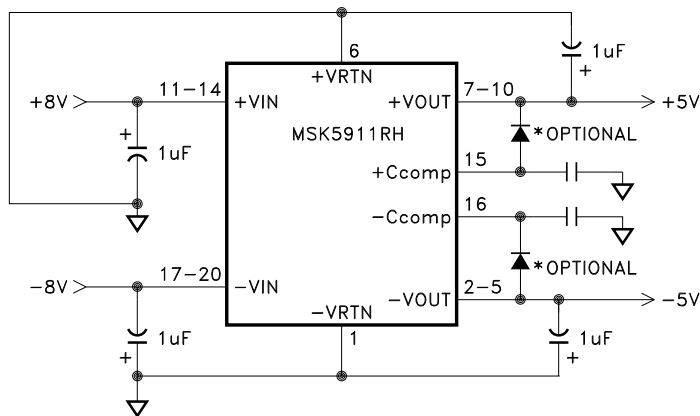 6
1uF
+
+8V
11-14
+VIN
+VRTN
+VOUT
7-10
+5V
+
1uF
MSK5911RH
*OPTIONAL
+Ccomp
15
-Ccomp
16
-8V
17-20
-VIN
*OPTIONAL
-VOUT
2-5
-5V
-VRTN
1uF
+
1
1uF
+